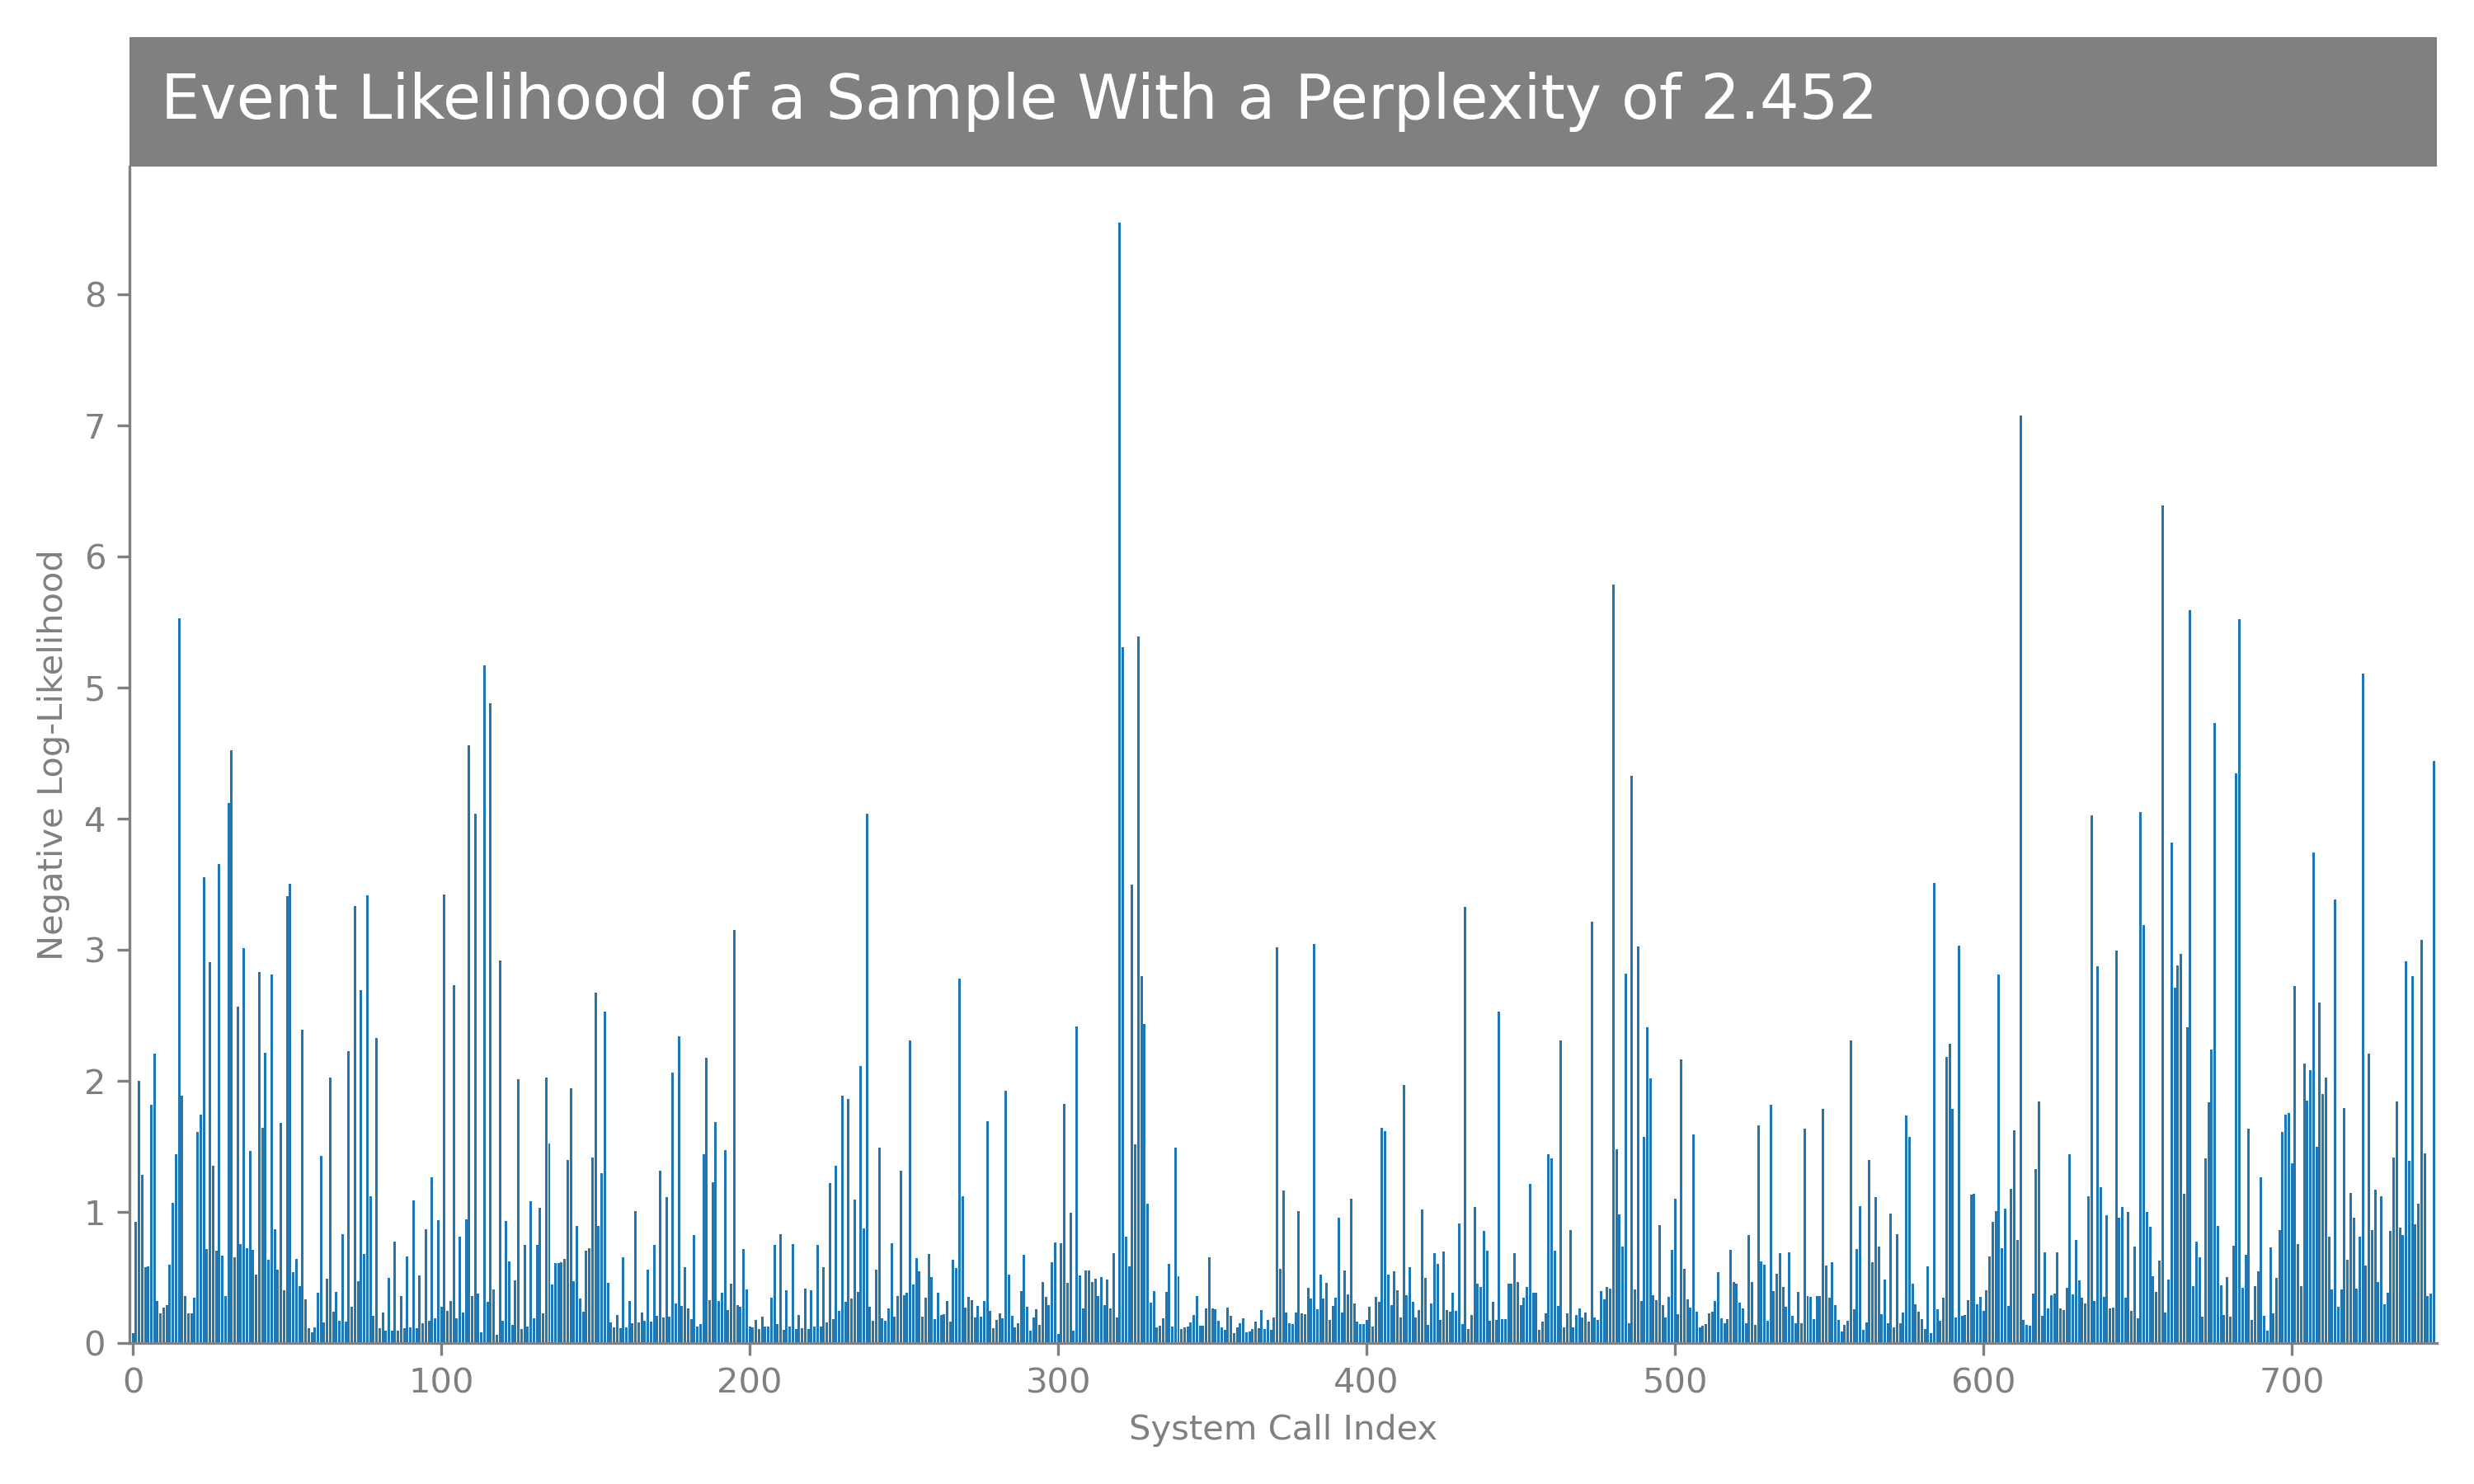 Event Likelihood of a Sample With a Perplexity of 2.452
8
7
6
5
4
3
2
1
0
Negative Log-Likelihood
0 100 200 300 400 500 600 700
System Call Index